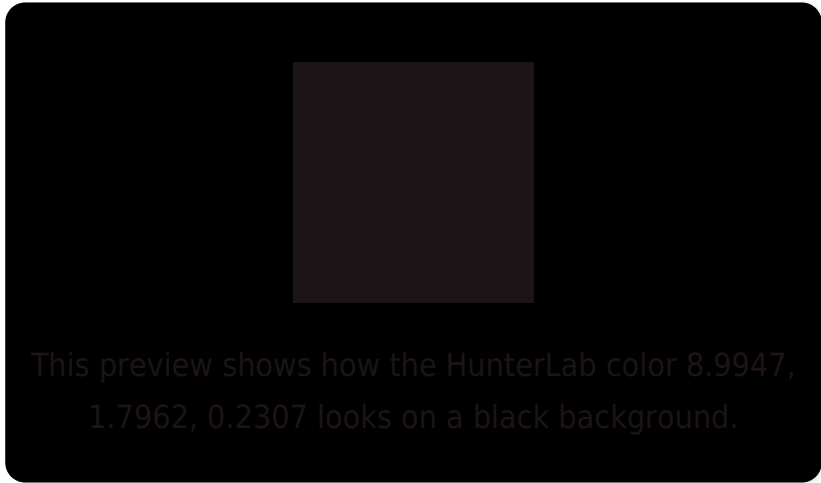 This preview shows how the HunterLab color 8.9947,
1.7962, 0.2307 looks on a black background.